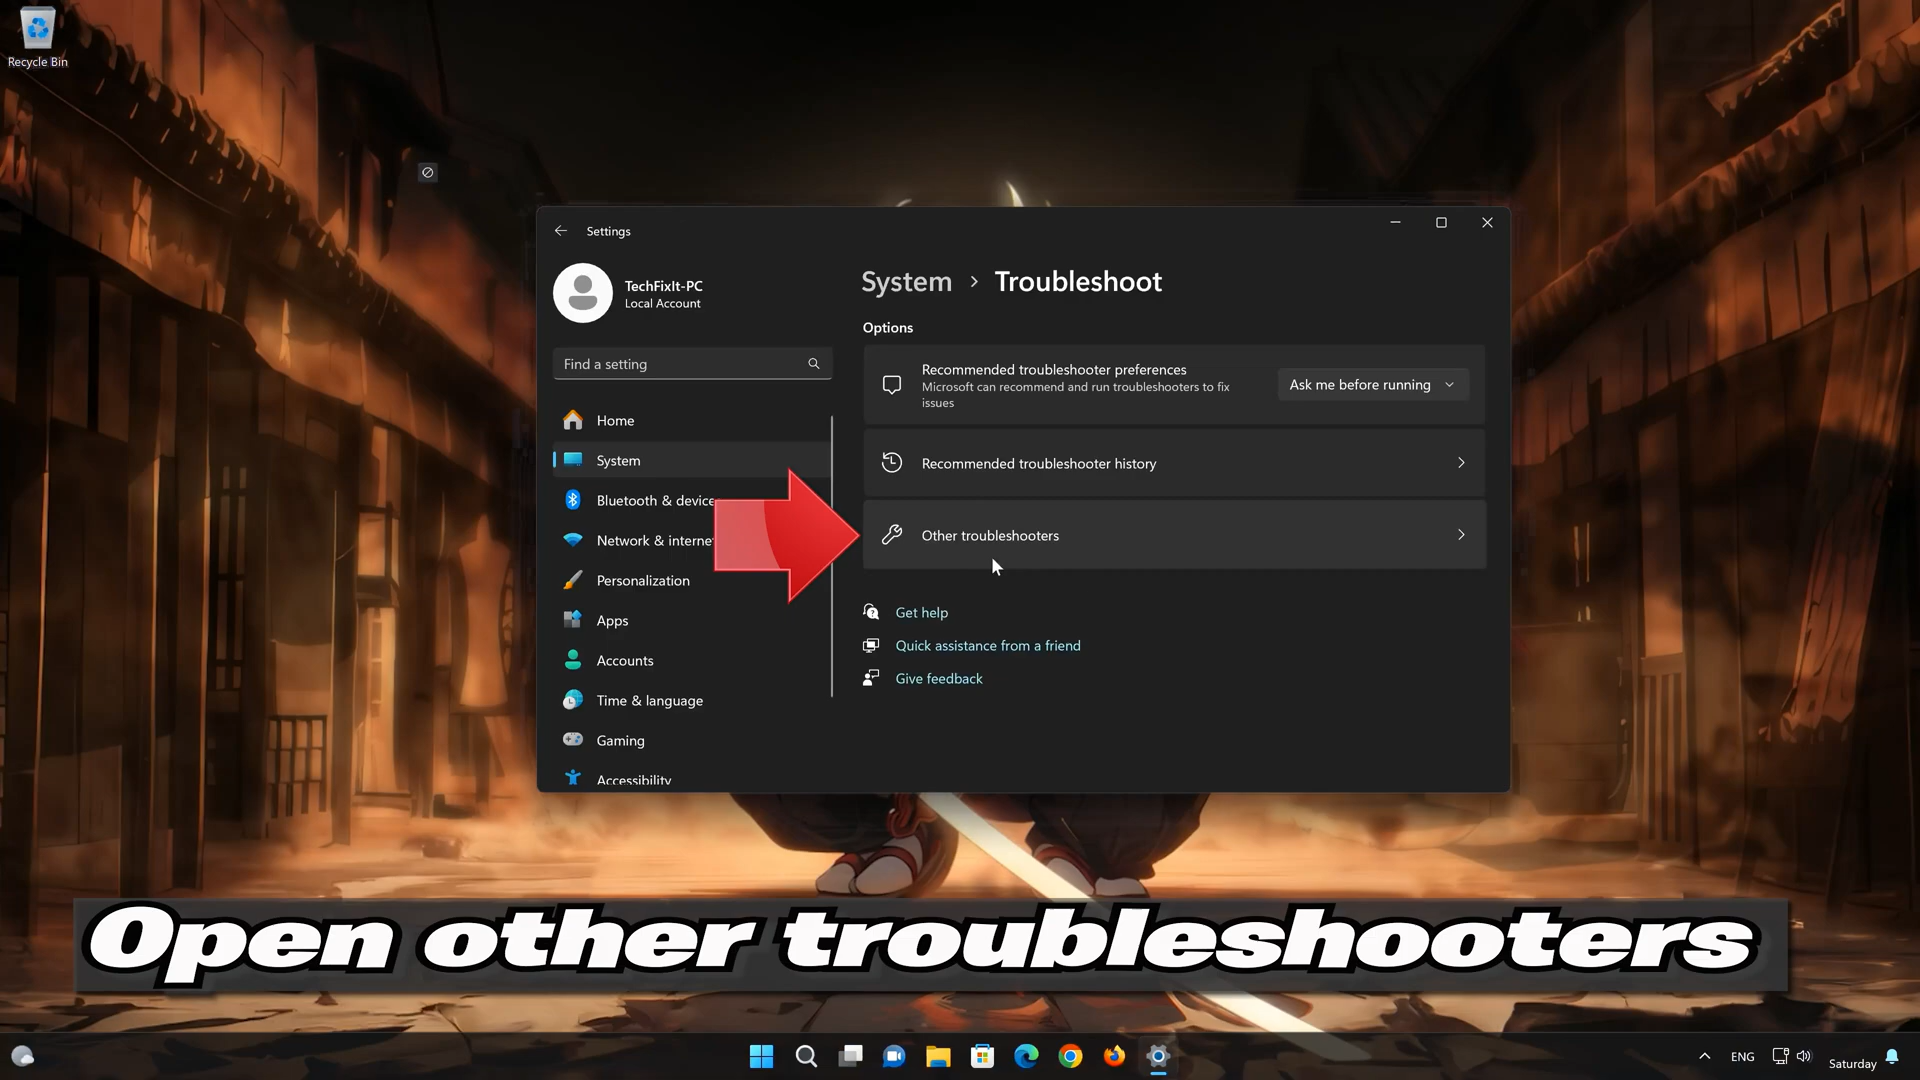 Recycle Bin
Settings
TechFixIt-PC
Local Account
Find a setting
Home
System
Bluetooth & device
Network & interne
Personalization
Apps
Accounts
Time & language
Gaming
Accessibility
System > Troubleshoot
Options
Recommended troubleshooter preferences
Microsoft can recommend and run troubleshooters to fix
issues
Ask me before running
Recommended troubleshooter history
Other troubleshooters
Get help
Quick assistance from a friend
Give feedback
Open other troubleshooters
ENG
Saturday